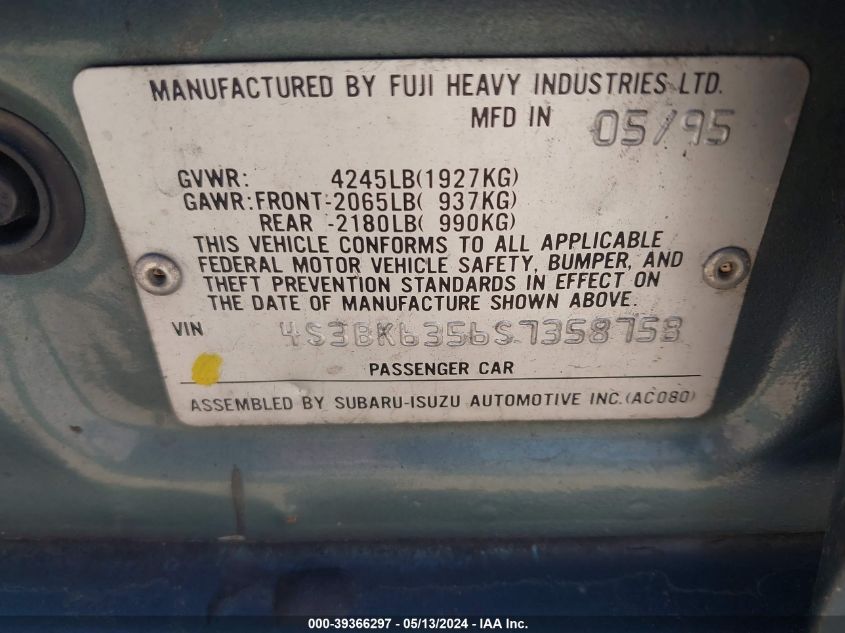 MANUFACTURED BY FUJI HEAVY INDUSTRIES LTD.
MFD IN 05/95
GVWR: 4245LB(1927KG)
GAWR:FRONT-2065LB( 937KG)
REAR -2180LB( 990KG)
THIS VEHICLE CONFORMS TO ALL APPLICABLE
FEDERAL MOTOR VEHICLE SAFETY, BUMPER, AND
THEFT PREVENTION STANDARDS IN EFFECT ON
THE DATE OF MANUFACTURE SHOWN ABOVE.
VIN 4S3BK6356S7358758
PASSENGER CAR
ASSEMBLED BY SUBARU-ISUZU AUTOMOTIVE INC.(AC080)
000-39366297 - 05/13/2024 - IAA Inc.